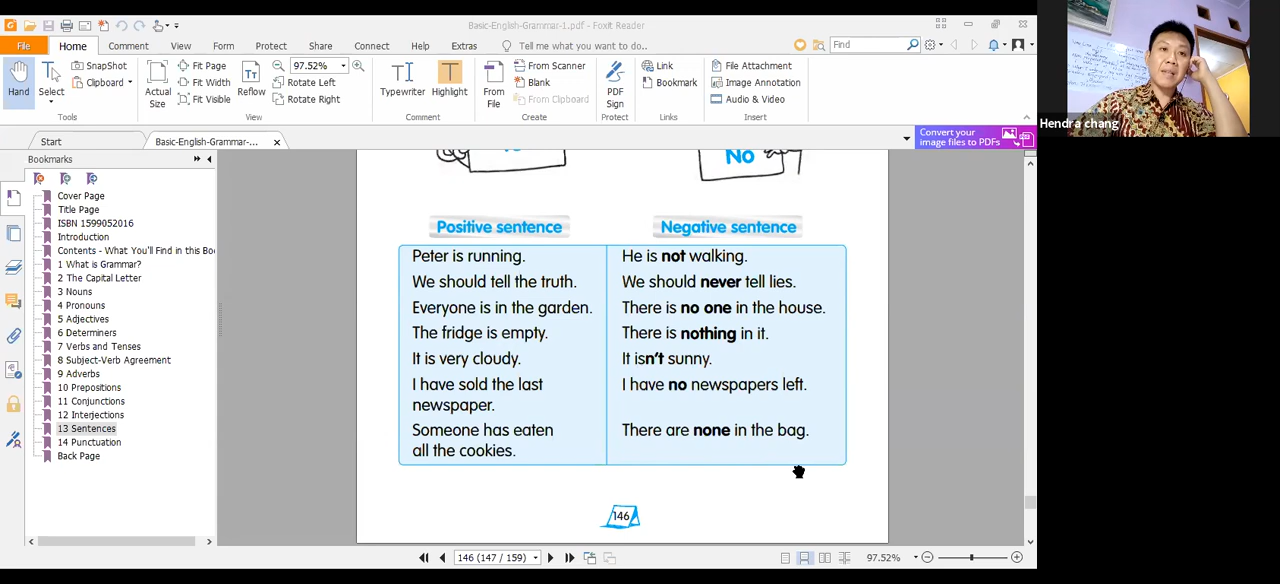 Basic-English-Grammar-1.pdf - Foxit Reader
File Home Comment View Form Protect Share Connect Help Extras Tell me what you want to do.. Find
Hand
Select
SnapShot
Clipboard
Tools
Actual
Size
Fit Page
Fit Width
Fit Visible
Reflow
97.52%
Rotate Left
Rotate Right
View
Typewriter
Highlight
Comment
From
File
From Scanner
Blank
From Clipboard
Create
PDF
Sign
Protect
Link
Bookmark
Links
File Attachment
Image Annotation
Audio & Video
Insert
Hendra chang
Start Basic-English-Grammar-...
Convert your
image files to PDFs
Bookmarks
Cover Page
Title Page
ISBN 1599052016
Introduction
Contents - What You'll Find in this Boo
1 What is Grammar?
2 The Capital Letter
3 Nouns
4 Pronouns
5 Adjectives
6 Determiners
7 Verbs and Tenses
8 Subject-Verb Agreement
9 Adverbs
10 Prepositions
11 Conjunctions
12 Interjections
13 Sentences
14 Punctuation
Back Page
No
Positive sentence Negative sentence
Peter is running. He is not walking.
We should tell the truth. We should never tell lies.
Everyone is in the garden. There is no one in the house.
The fridge is empty. There is nothing in it.
It is very cloudy. It isn't sunny.
I have sold the last I have no newspapers left.
newspaper.
Someone has eaten There are none in the bag.
all the cookies.
146
146 (147 / 159) 97.52%